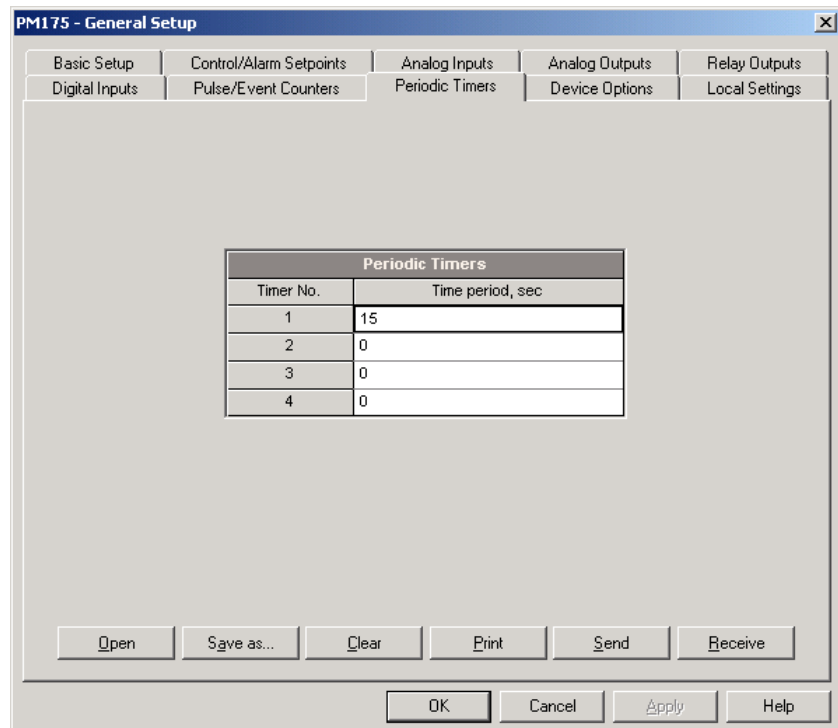 PM175 - General Setup
Basic Setup Control/Alarm Setpoints Analog Inputs Analog Outputs Relay Outputs
Digital Inputs Pulse/Event Counters Periodic Timers Device Options Local Settings
Periodic Timers
Timer No. Time period, sec
1 15
2 0
3 0
4 0
Open Save as... Clear Print Send Receive
OK Cancel Apply Help